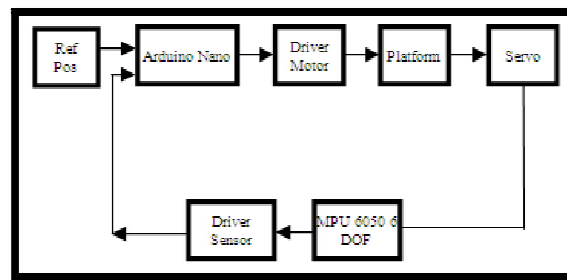 Ref
Pos
Arduino Nano
Driver
Motor
Platform
Servo
Driver
Sensor
MPU 6050 6
DOF